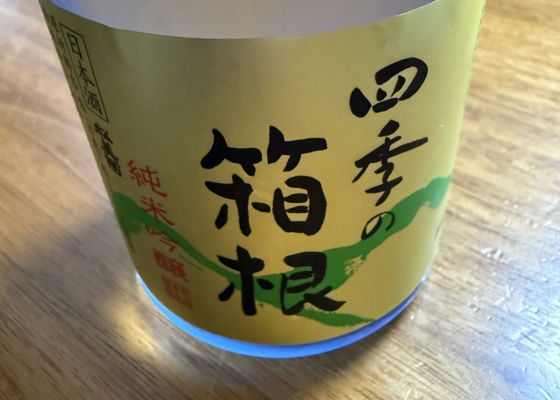 四季の
箱根
純米吟醸
日本酒